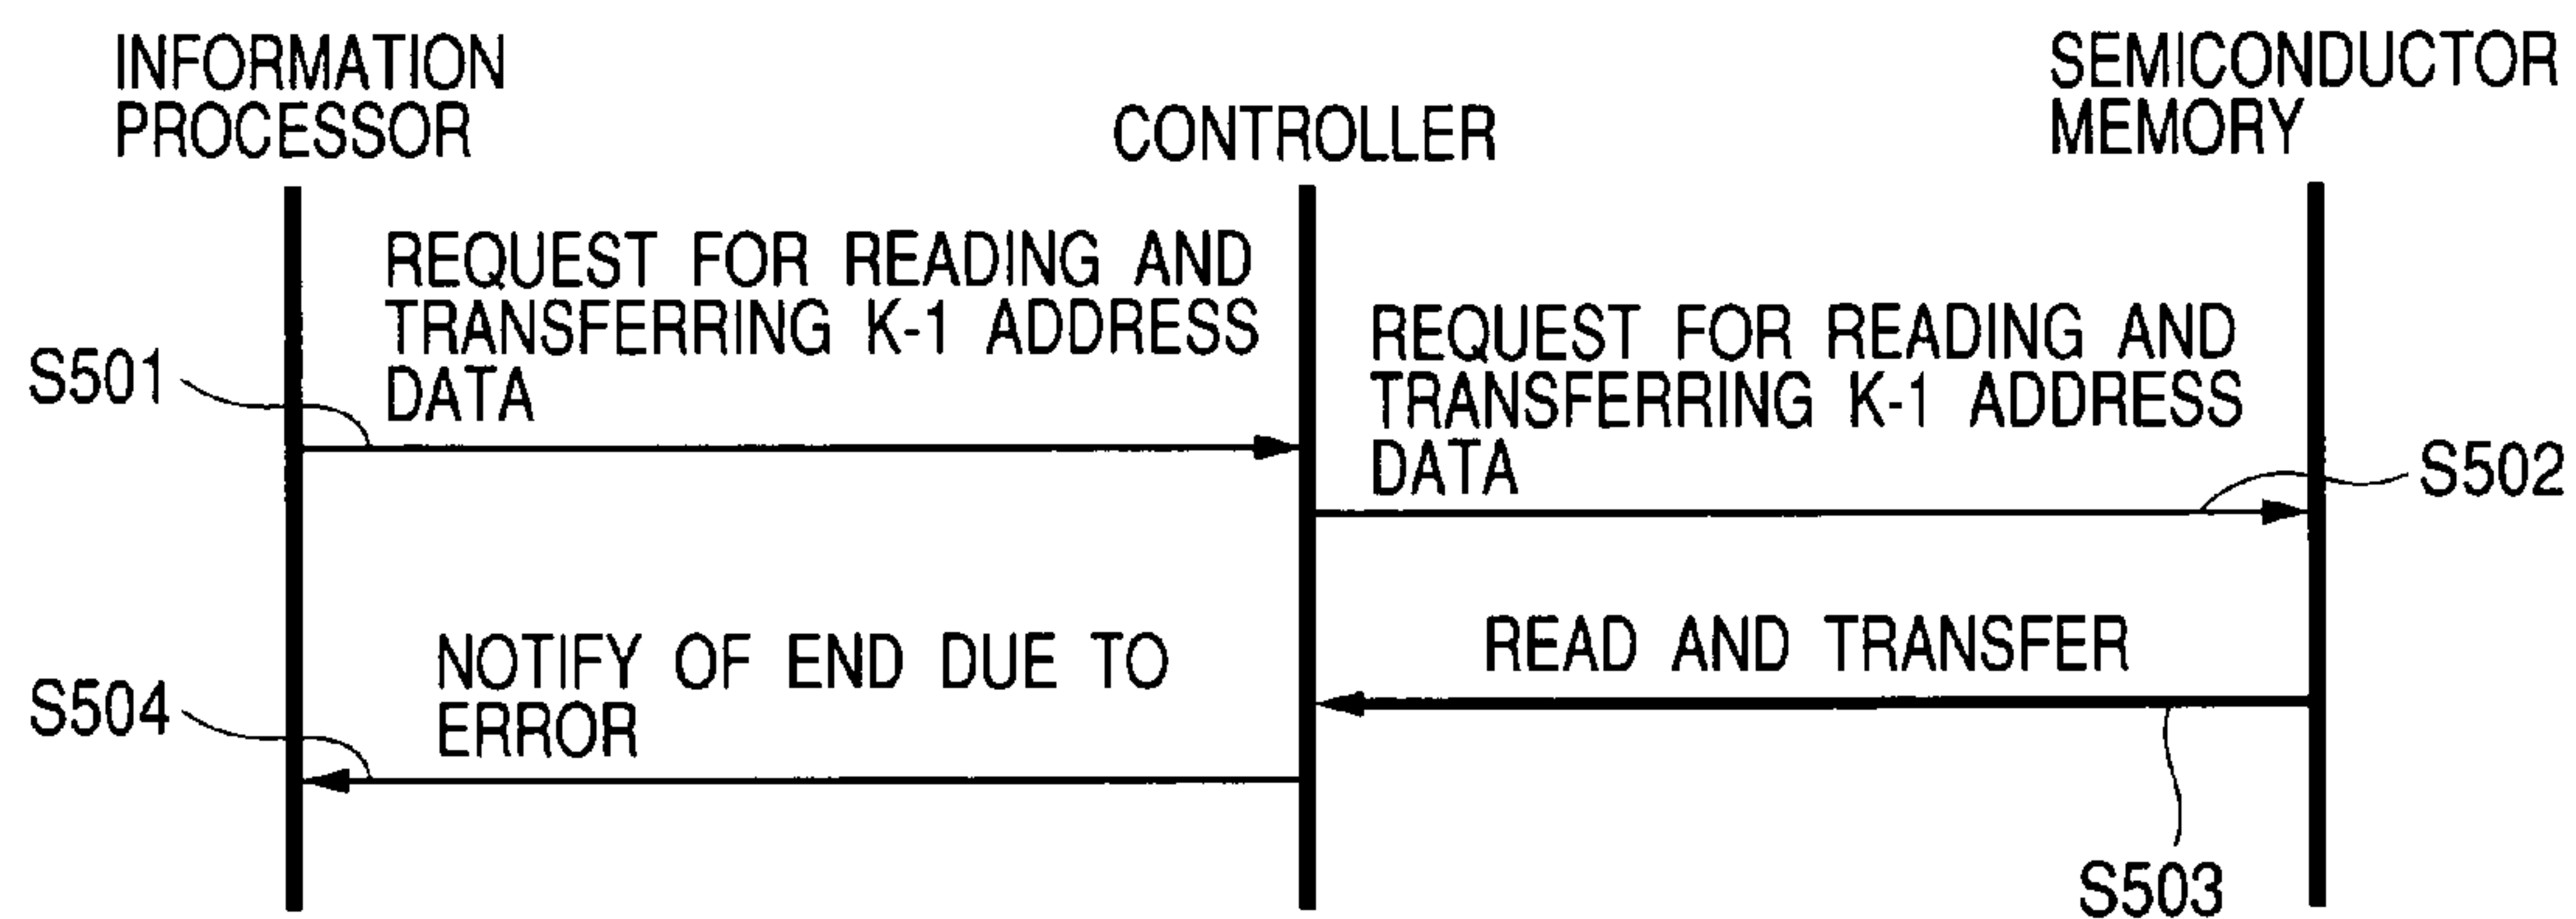 INFORMATION
PROCESSOR
CONTROLLER
SEMICONDUCTOR
MEMORY
REQUEST FOR READING AND
TRANSFERRING K-1 ADDRESS
DATA
S501
REQUEST FOR READING AND
TRANSFERRING K-1 ADDRESS
DATA
S502
READ AND TRANSFER
S503
NOTIFY OF END DUE TO
ERROR
S504